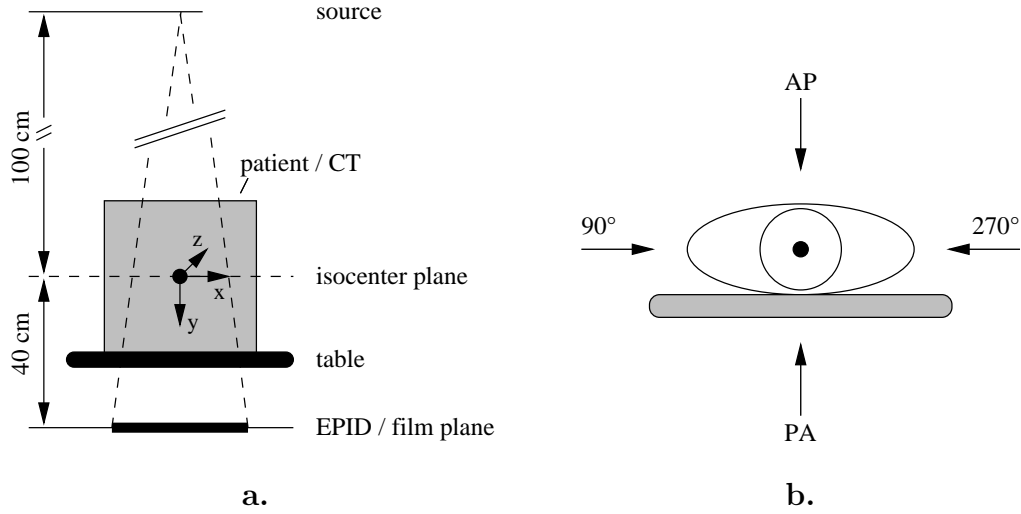 source
100 cm
patient / CT
z
x
y
isocenter plane
40 cm
table
EPID / film plane
a.
AP
90°
270°
PA
b.